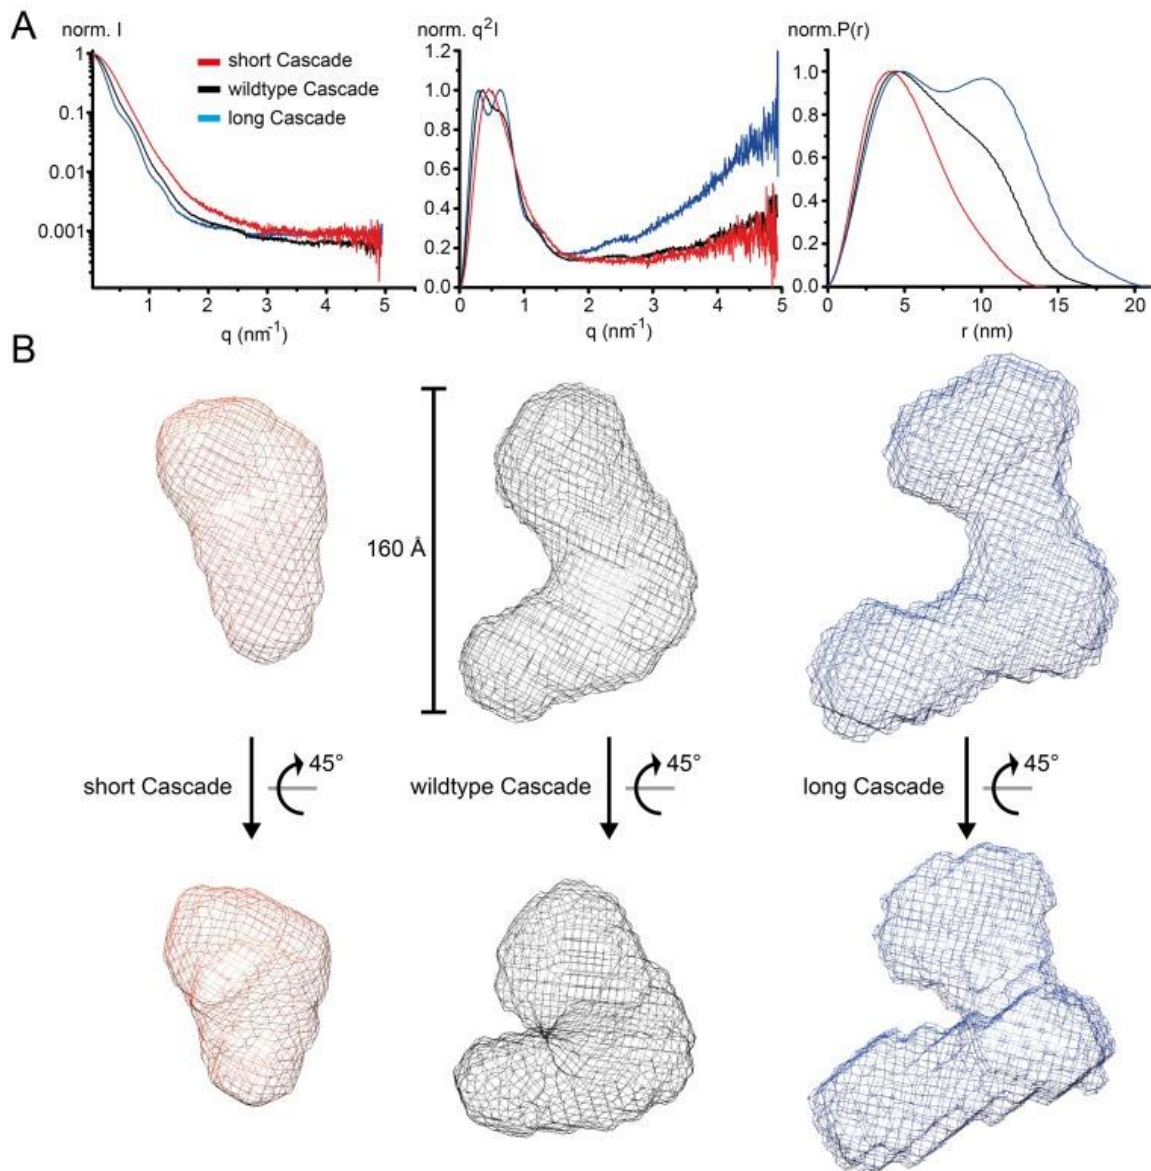 A
norm. I
norm. q²I
norm.P(r)
short Cascade
wildtype Cascade
long Cascade
1
0.1
0.01
0.001
1 2 3 4 5
q (nm⁻¹)
1.2
1.0
0.8
0.6
0.4
0.2
0.0
0 1 2 3 4 5
q (nm⁻¹)
1.0
0.8
0.6
0.4
0.2
0.0
0 5 10 15 20
r (nm)
B
160 Å
short Cascade
45°
wildtype Cascade
45°
long Cascade
45°